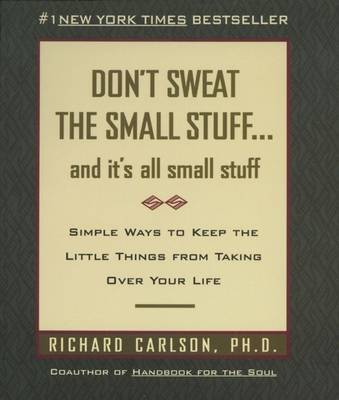 #1 NEW YORK TIMES BESTSELLER
DON'T SWEAT
THE SMALL STUFF...
and it's all small stuff
SIMPLE WAYS TO KEEP THE
LITTLE THINGS FROM TAKING
OVER YOUR LIFE
RICHARD CARLSON, PH.D.
COAUTHOR OF HANDBOOK FOR THE SOUL